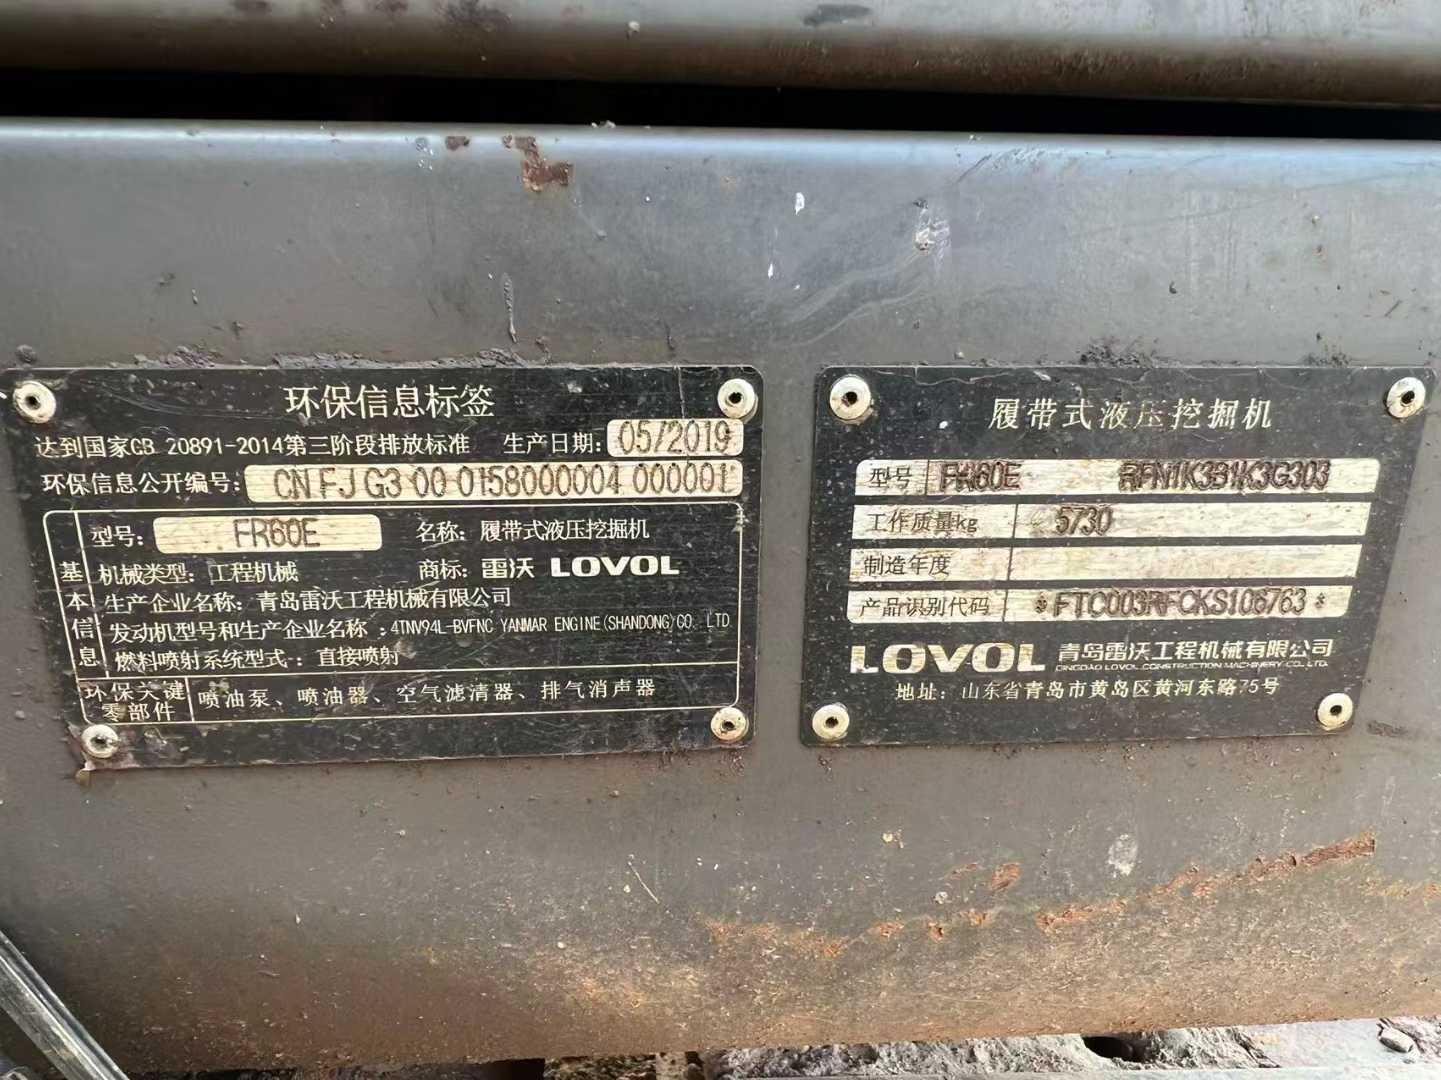 环保信息标签
达到国家GB 20891-2014第三阶段排放标准 生产日期: 05/2019
环保信息公开编号: CN FJ G3 00 0158000004 000001
基本信息
型号: FR60E 名称: 履带式液压挖掘机
机械类型: 工程机械 商标: 雷沃 LOVOL
生产企业名称: 青岛雷沃工程机械有限公司
发动机型号和生产企业名称 : 4TNV94L-BVFNC YANMAR ENGINE(SHANDONG)CO. LTD.
燃料喷射系统型式: 直接喷射
环保关键零部件 喷油泵、喷油器、空气滤清器、排气消声器
履带式液压挖掘机
型号 FR60E RFN1K3B1K3G303
工作质量kg 5730
制造年度
产品识别代码 *FTC003RFCKS106763*
LOVOL 青岛雷沃工程机械有限公司
QINGDAO LOVOL CONSTRUCTION MACHINERY CO. LTD.
地址: 山东省青岛市黄岛区黄河东路75号